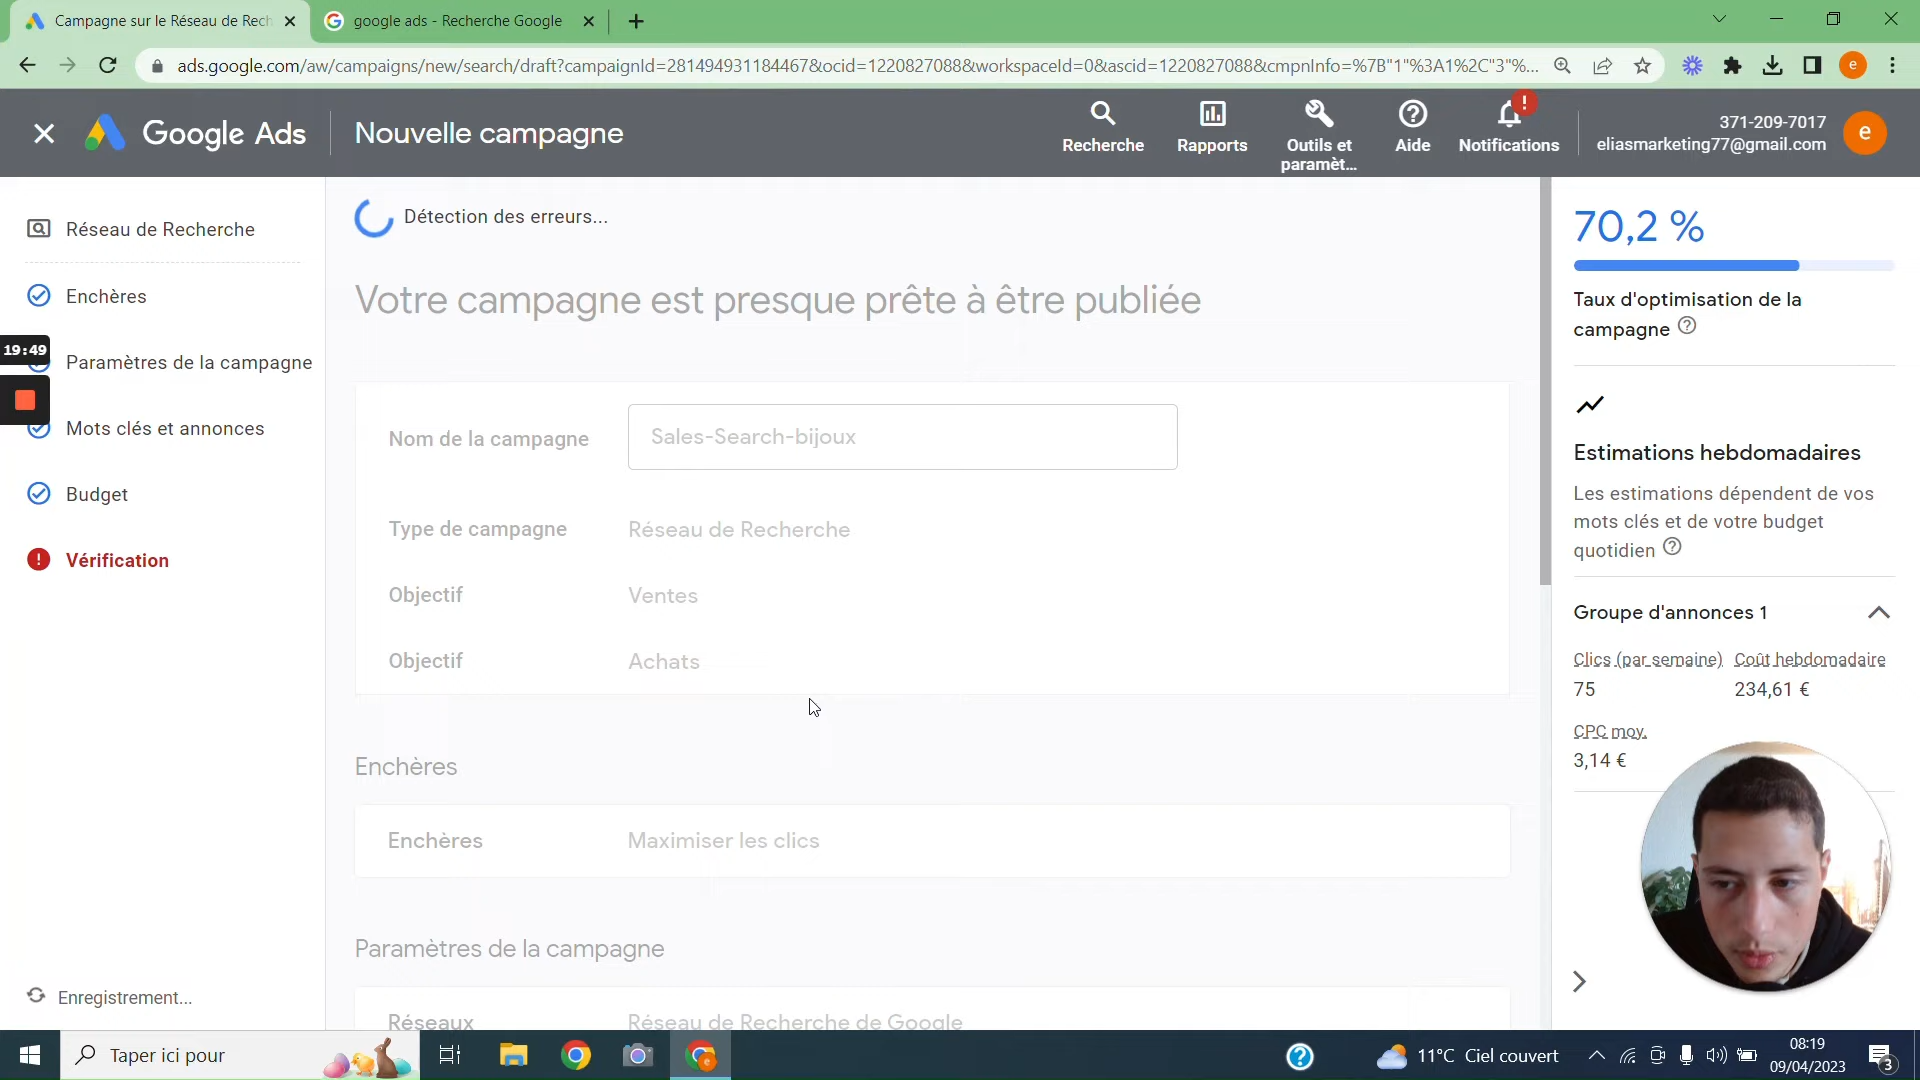 Campagne sur le Réseau de Rech
google ads - Recherche Google
ads.google.com/aw/campaigns/new/search/draft?campaignId=281494931184467&ocid=1220827088&workspaceId=0&ascid=1220827088&cmpnInfo=%7B"1"%3A1%2C"3"%...
e
Google Ads
Nouvelle campagne
Recherche
Rapports
Outils et paramèt...
Aide
!
Notifications
371-209-7017
eliasmarketing77@gmail.com
e
Réseau de Recherche
Enchères
19:49
Paramètres de la campagne
Mots clés et annonces
Budget
Vérification
Enregistrement...
Détection des erreurs...
Votre campagne est presque prête à être publiée
Nom de la campagne
Sales-Search-bijoux
Type de campagne
Réseau de Recherche
Objectif
Ventes
Objectif
Achats
Enchères
Enchères
Maximiser les clics
Paramètres de la campagne
Réseaux
Réseau de Recherche de Google
70,2 %
Taux d'optimisation de la
campagne
Estimations hebdomadaires
Les estimations dépendent de vos
mots clés et de votre budget
quotidien
Groupe d'annonces 1
Clics (par semaine)
Coût hebdomadaire
75
234,61 €
CPC moy.
3,14 €
Taper ici pour
11°C Ciel couvert
08:19
09/04/2023
3